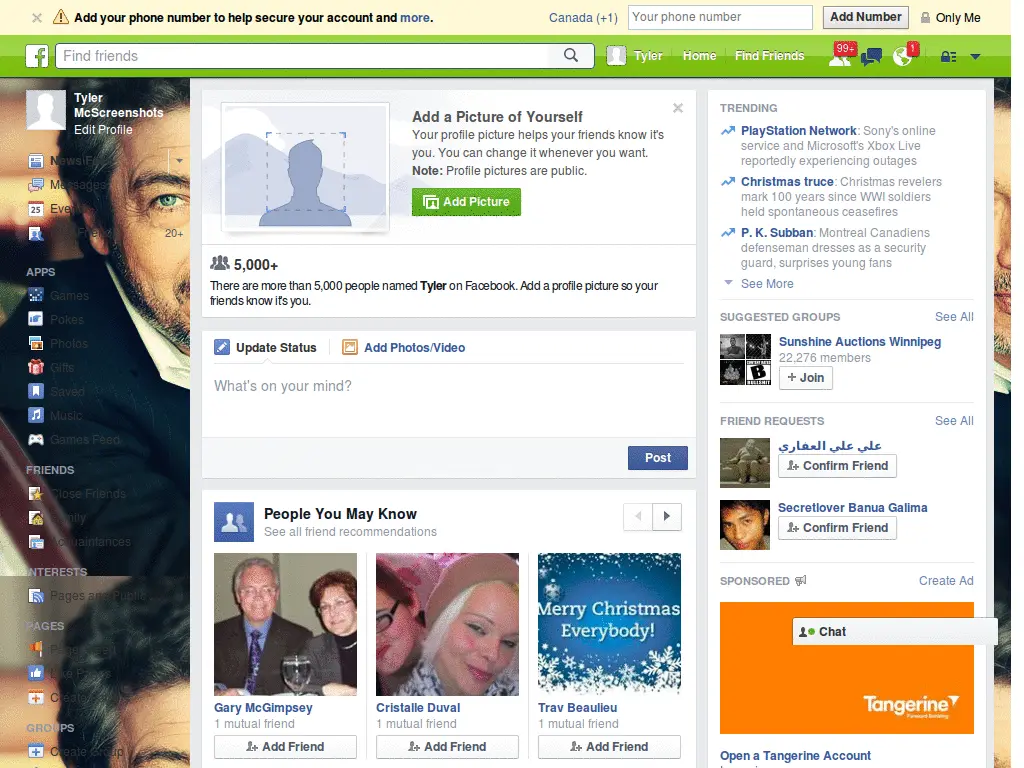 Add your phone number to help secure your account and more.
Canada (+1)
Your phone number
Add Number
Only Me
Find friends
Tyler
Home
Find Friends
99+
1
Tyler
McScreenshots
Edit Profile
News F
Messages
25
Eve
20+
APPS
Games
Pokes
Photos
Gifts
Saved
Music
Games Feed
FRIENDS
Close Friends
Family
Acquaintances
INTERESTS
Pages and Public
PAGES
GROUPS
Create Group
Add a Picture of Yourself
Your profile picture helps your friends know it's
you. You can change it whenever you want.
Note: Profile pictures are public.
Add Picture
5,000+
There are more than 5,000 people named Tyler on Facebook. Add a profile picture so your
friends know it's you.
Update Status
Add Photos/Video
What's on your mind?
Post
People You May Know
See all friend recommendations
Merry Christmas
Everybody!
Gary McGimpsey
1 mutual friend
Add Friend
Cristalle Duval
1 mutual friend
Add Friend
Trav Beaulieu
1 mutual friend
Add Friend
TRENDING
PlayStation Network: Sony's online
service and Microsoft's Xbox Live
reportedly experiencing outages
Christmas truce: Christmas revelers
mark 100 years since WWI soldiers
held spontaneous ceasefires
P. K. Subban: Montreal Canadiens
defenseman dresses as a security
guard, surprises young fans
See More
SUGGESTED GROUPS
See All
Sunshine Auctions Winnipeg
22,276 members
+ Join
FRIEND REQUESTS
See All
علي علي العفاري
Confirm Friend
Secretlover Banua Galima
Confirm Friend
SPONSORED
Create Ad
Chat
Tangerine
Forward Banking
Open a Tangerine Account